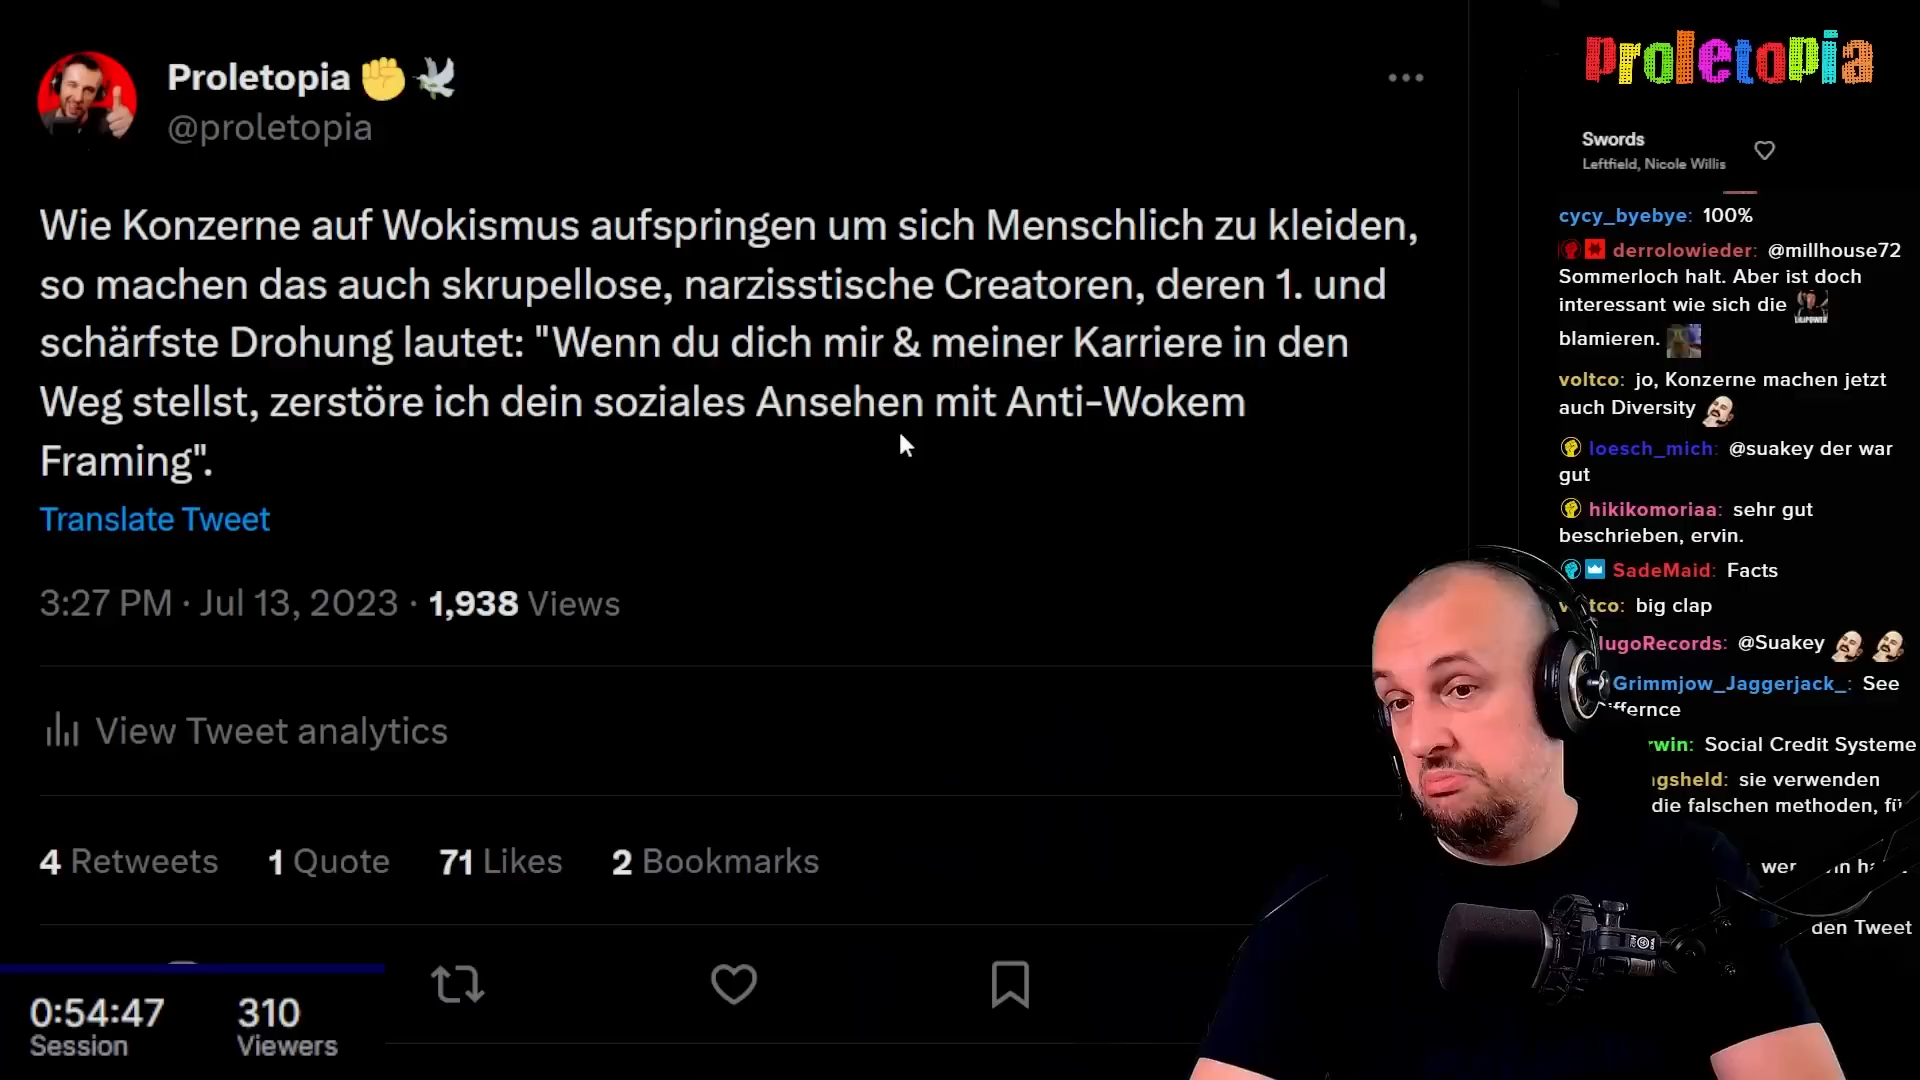 Proletopia
@proletopia
Wie Konzerne auf Wokismus aufspringen um sich Menschlich zu kleiden,
so machen das auch skrupellose, narzisstische Creatoren, deren 1. und
schärfste Drohung lautet: "Wenn du dich mir & meiner Karriere in den
Weg stellst, zerstöre ich dein soziales Ansehen mit Anti-Wokem
Framing".
Translate Tweet
3:27 PM · Jul 13, 2023 · 1,938 Views
View Tweet analytics
4 Retweets 1 Quote 71 Likes 2 Bookmarks
0:54:47
Session
310
Viewers
Proletopia
Swords
Leftfield, Nicole Willis
cycy_byebye: 100%
derrolowieder: @millhouse72
Sommerloch halt. Aber ist doch
interessant wie sich die
blamieren.
voltco: jo, Konzerne machen jetzt
auch Diversity
loesch_mich: @suakey der war
gut
hikikomoriaa: sehr gut
beschrieben, ervin.
SadeMaid: Facts
big clap
@Suakey
Grimmjow_Jaggerjack_: See
Social Credit Systeme
sie verwenden
die falschen methoden,
den Tweet